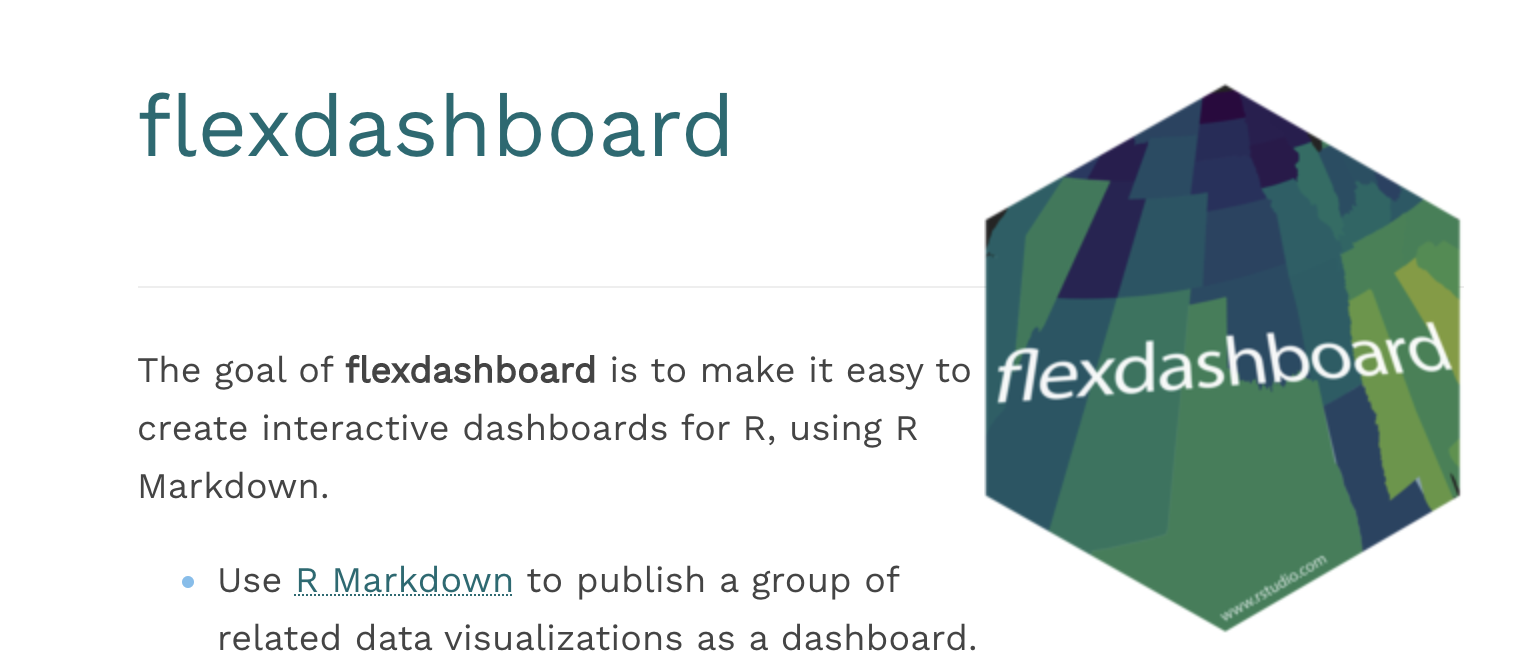 flexdashboard
The goal of flexdashboard is to make it easy to
create interactive dashboards for R, using R
Markdown.
Use R Markdown to publish a group of
related data visualizations as a dashboard.
flexdashboard
www.rstudio.com